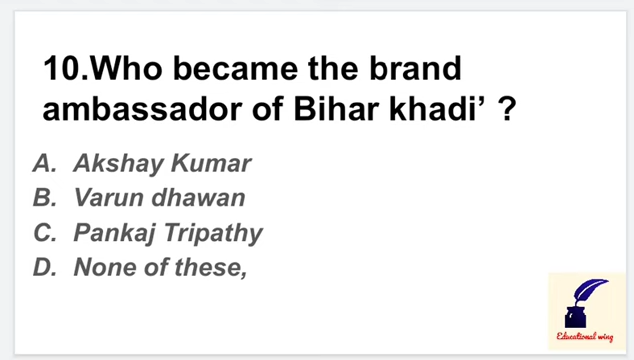 10.Who became the brand
ambassador of Bihar khadi’ ?
A. Akshay Kumar
B. Varun dhawan
C. Pankaj Tripathy
D. None of these,
Educational wing